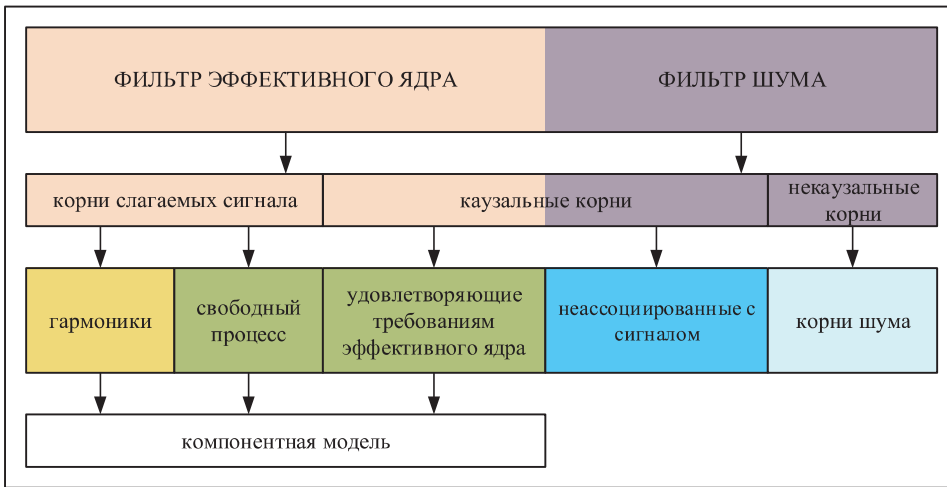 ФИЛЬТР ЭФФЕКТИВНОГО ЯДРА
ФИЛЬТР ШУМА
корни слагаемых сигнала
каузальные корни
некаузальные
корни
гармоники
свободный
процесс
удовлетворяющие
требованиям
эффективного ядра
неассоциированные с
сигналом
корни шума
компонентная модель